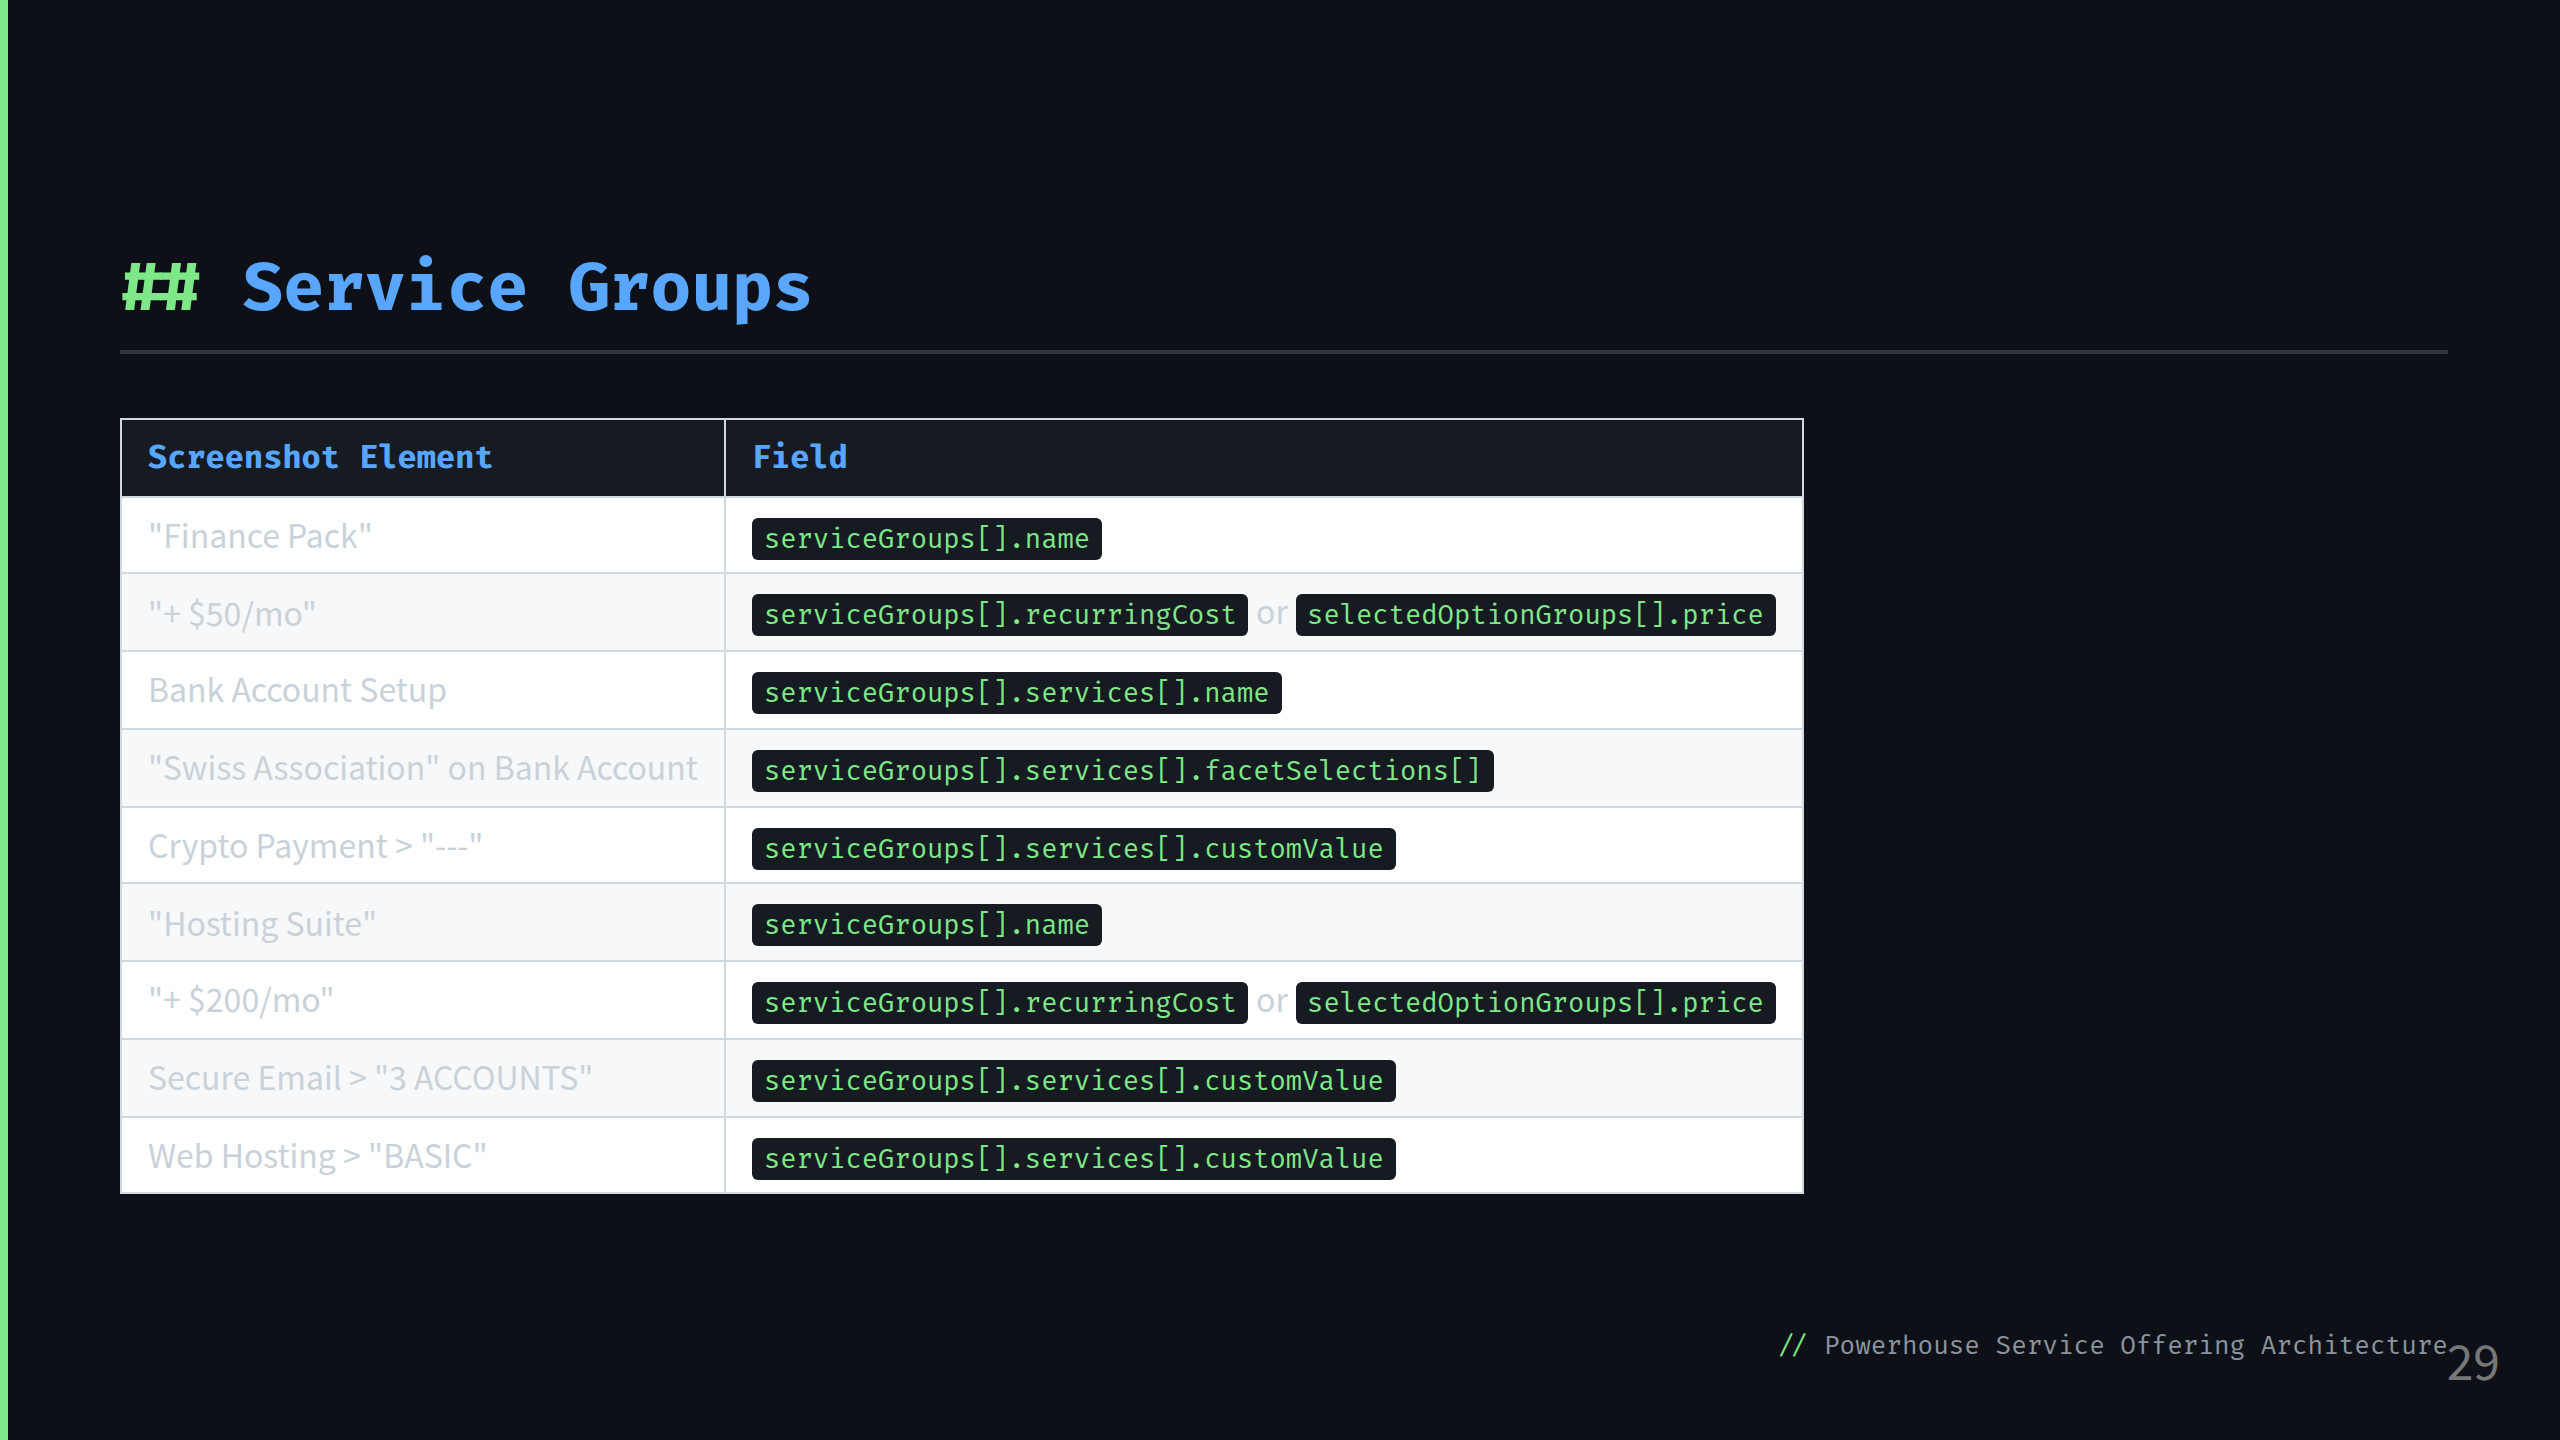 ## Service Groups
Screenshot Element Field
"Finance Pack" serviceGroups[].name
"+ $50/mo" serviceGroups[].recurringCost or selectedOptionGroups[].price
Bank Account Setup serviceGroups[].services[].name
"Swiss Association" on Bank Account serviceGroups[].services[].facetSelections[]
Crypto Payment > "---" serviceGroups[].services[].customValue
"Hosting Suite" serviceGroups[].name
"+ $200/mo" serviceGroups[].recurringCost or selectedOptionGroups[].price
Secure Email > "3 ACCOUNTS" serviceGroups[].services[].customValue
Web Hosting > "BASIC" serviceGroups[].services[].customValue
// Powerhouse Service Offering Architecture
29